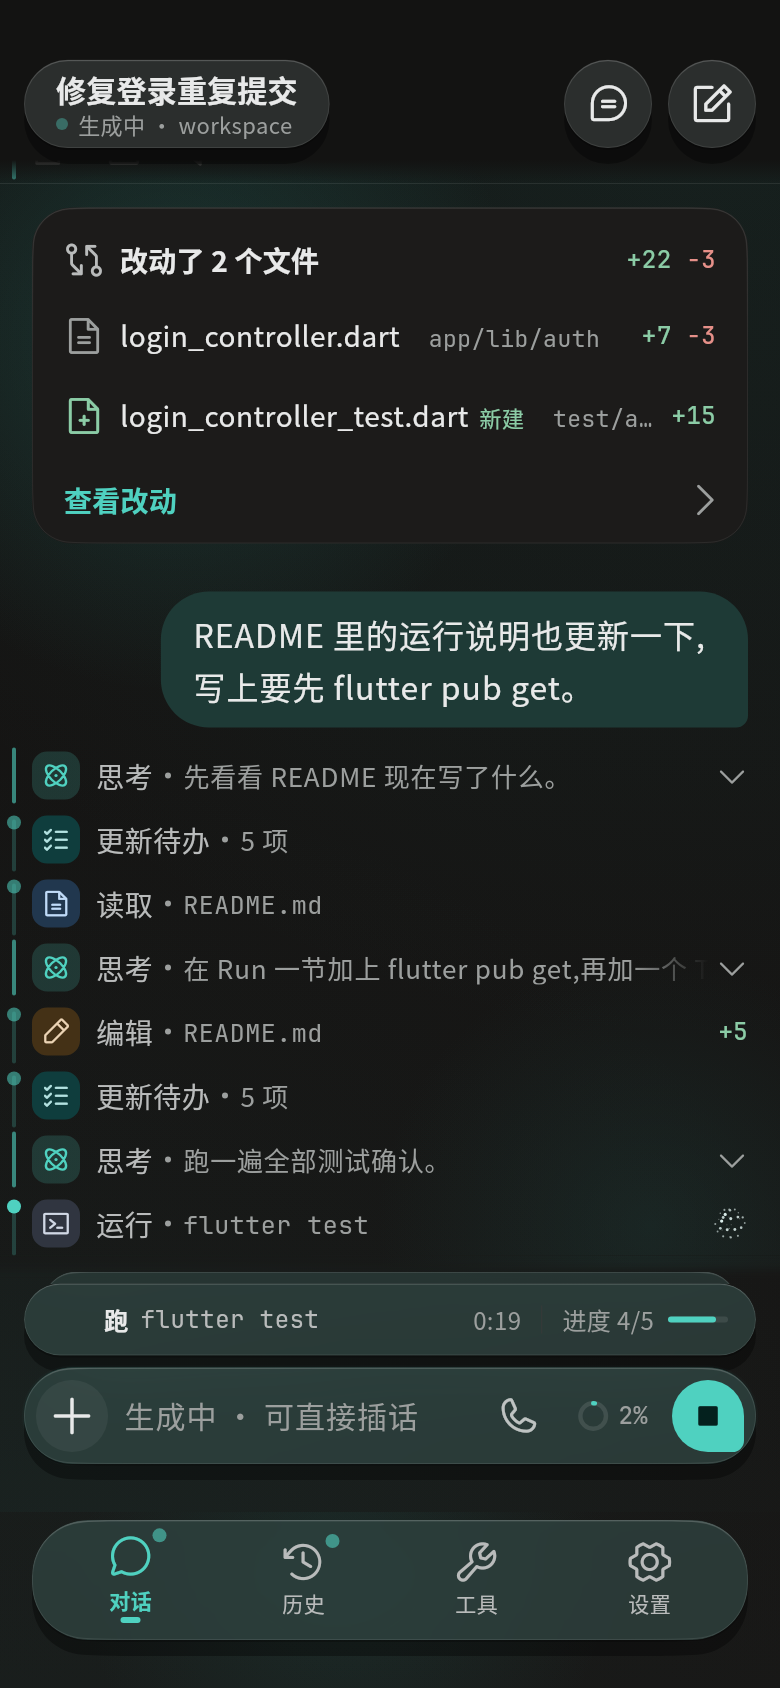 修复登录重复提交
生成中 · workspace
改动了 2 个文件 +22 -3
login_controller.dart app/lib/auth +7 -3
login_controller_test.dart 新建 test/a… +15
查看改动
README 里的运行说明也更新一下,
写上要先 flutter pub get。
思考 · 先看看 README 现在写了什么。
更新待办 · 5 项
读取 · README.md
思考 · 在 Run 一节加上 flutter pub get,再加一个
编辑 · README.md +5
更新待办 · 5 项
思考 · 跑一遍全部测试确认。
运行 · flutter test
跑 flutter test 0:19 进度 4/5
生成中 · 可直接插话 2%
对话 历史 工具 设置